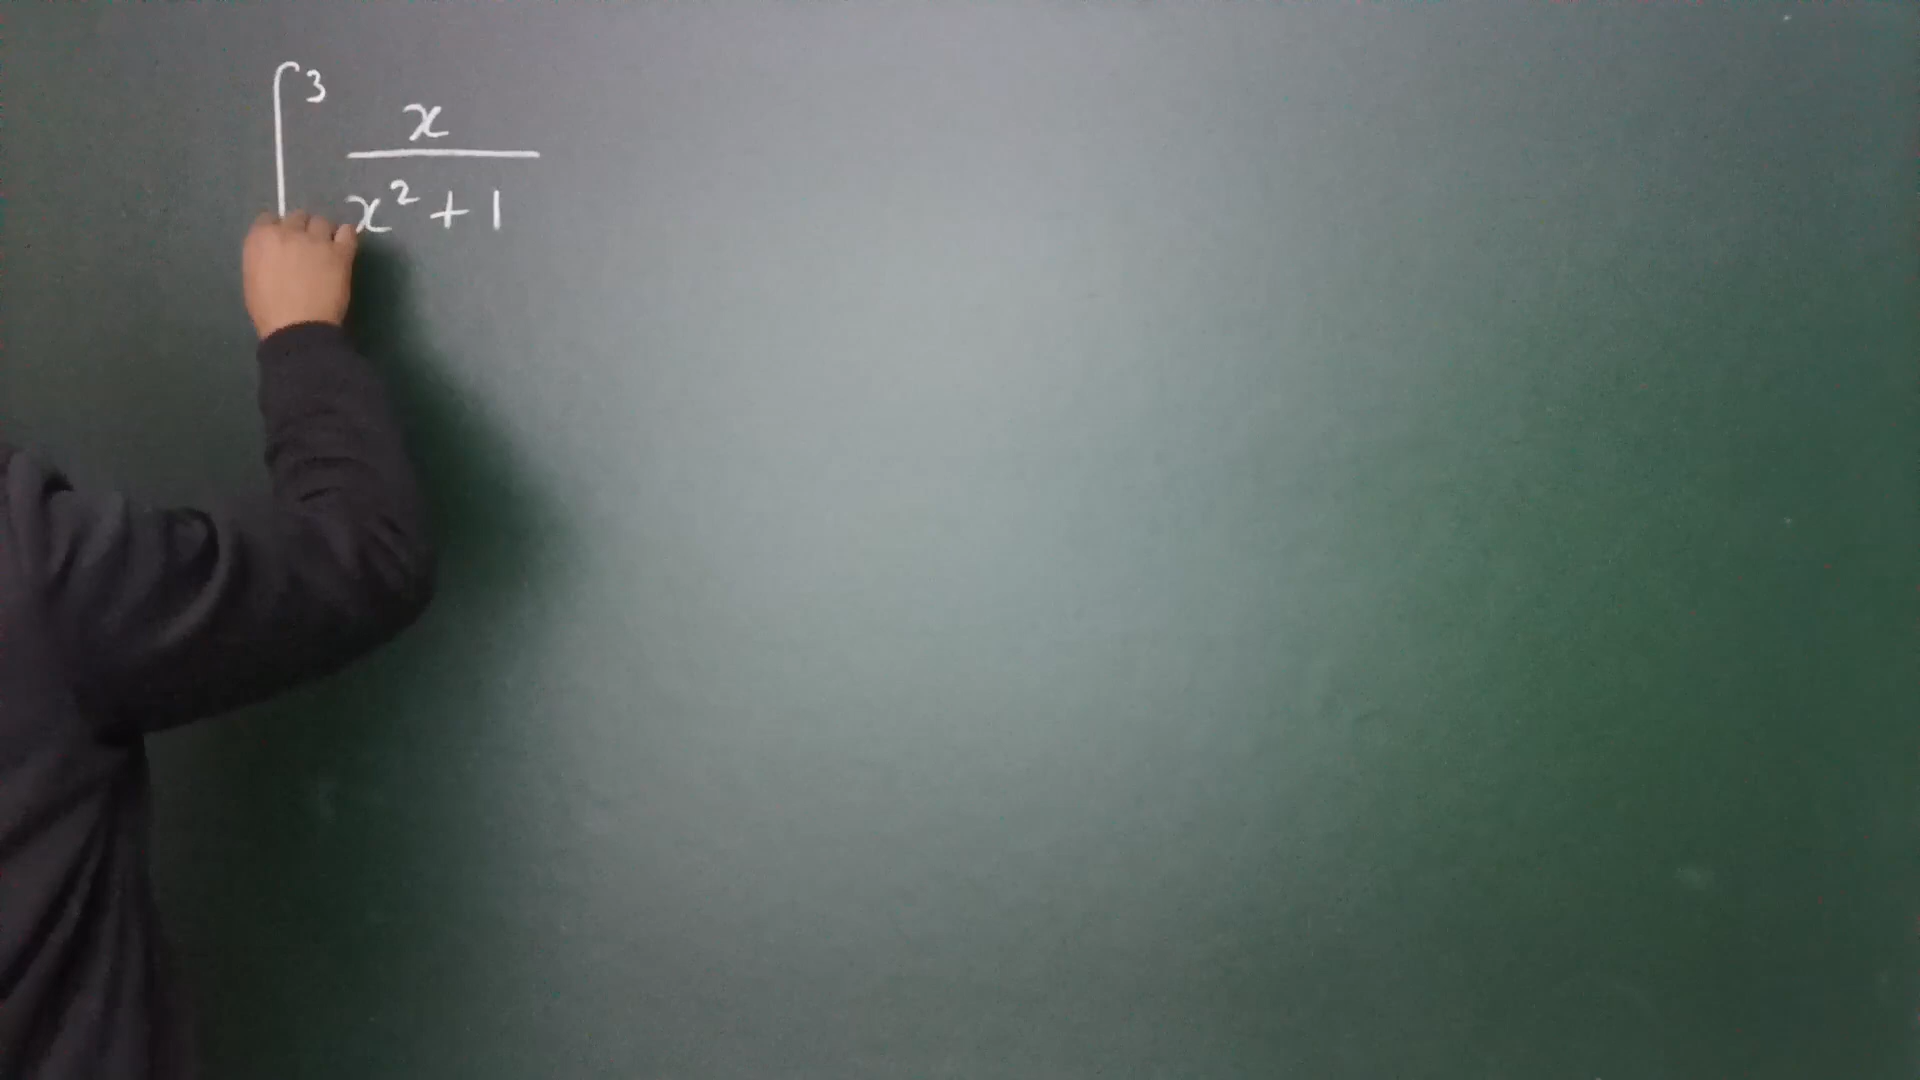 ∫³ x/(x² + 1)